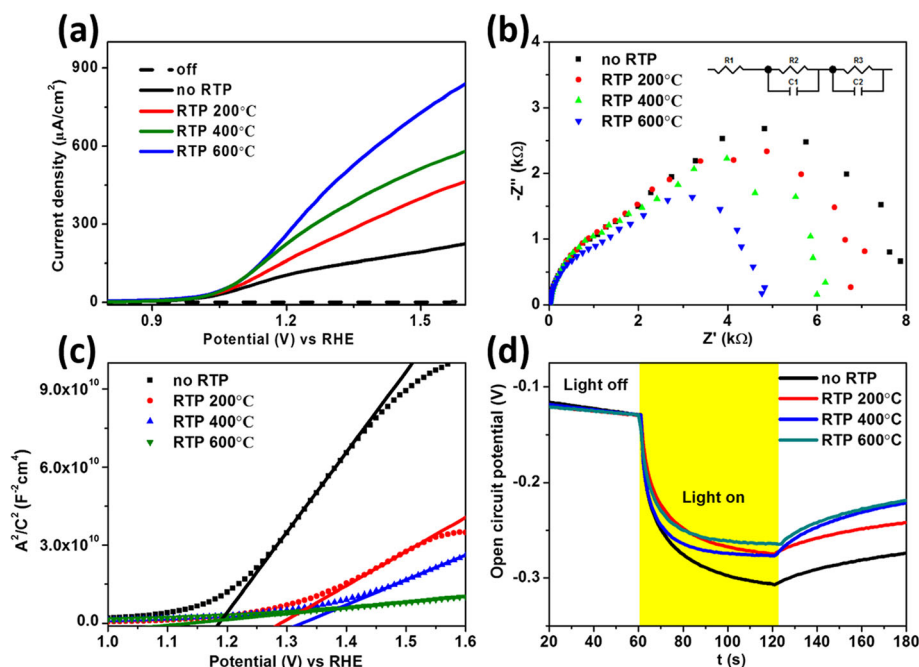 (a)
off
no RTP
RTP 200°C
RTP 400°C
RTP 600°C
Current density (µA/cm²)
900
600
300
0
0.9
1.2
1.5
Potential (V) vs RHE
(b)
no RTP
RTP 200°C
RTP 400°C
RTP 600°C
R1
R2
R3
C1
C2
-Z'' (kΩ)
4
3
2
1
0
0
2
4
6
8
Z' (kΩ)
(c)
no RTP
RTP 200°C
RTP 400°C
RTP 600°C
A²/C² (F⁻²cm⁴)
9.0x10¹⁰
6.0x10¹⁰
3.0x10¹⁰
0.0
1.0
1.1
1.2
1.3
1.4
1.5
1.6
Potential (V) vs RHE
(d)
no RTP
RTP 200°C
RTP 400°C
RTP 600°C
Light off
Light on
Open circuit potential (V)
-0.1
-0.2
-0.3
20
40
60
80
100
120
140
160
180
t (s)